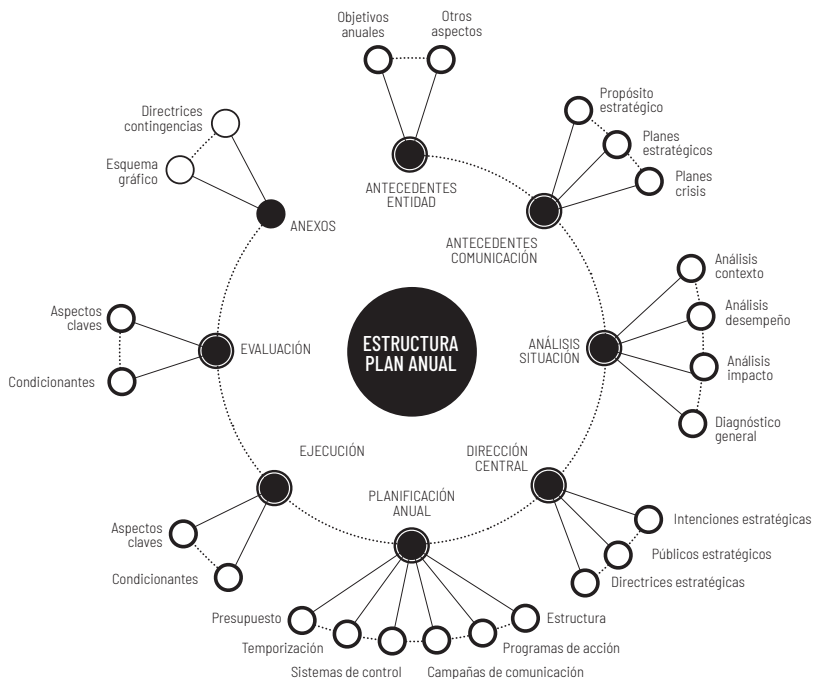 Objetivos
anuales
Otros
aspectos
ANTECEDENTES
ENTIDAD
Propósito
estratégico
Planes
estratégicos
Planes
crisis
ANTECEDENTES
COMUNICACIÓN
Análisis
contexto
Análisis
desempeño
Análisis
impacto
Diagnóstico
general
ANÁLISIS
SITUACIÓN
DIRECCIÓN
CENTRAL
Intenciones estratégicas
Públicos estratégicos
Directrices estratégicas
PLANIFICACIÓN
ANUAL
Estructura
Programas de acción
Campañas de comunicación
Sistemas de control
Temporización
Presupuesto
EJECUCIÓN
Aspectos
claves
Condicionantes
EVALUACIÓN
Aspectos
claves
Condicionantes
ANEXOS
Directrices
contingencias
Esquema
gráfico
ESTRUCTURA
PLAN ANUAL